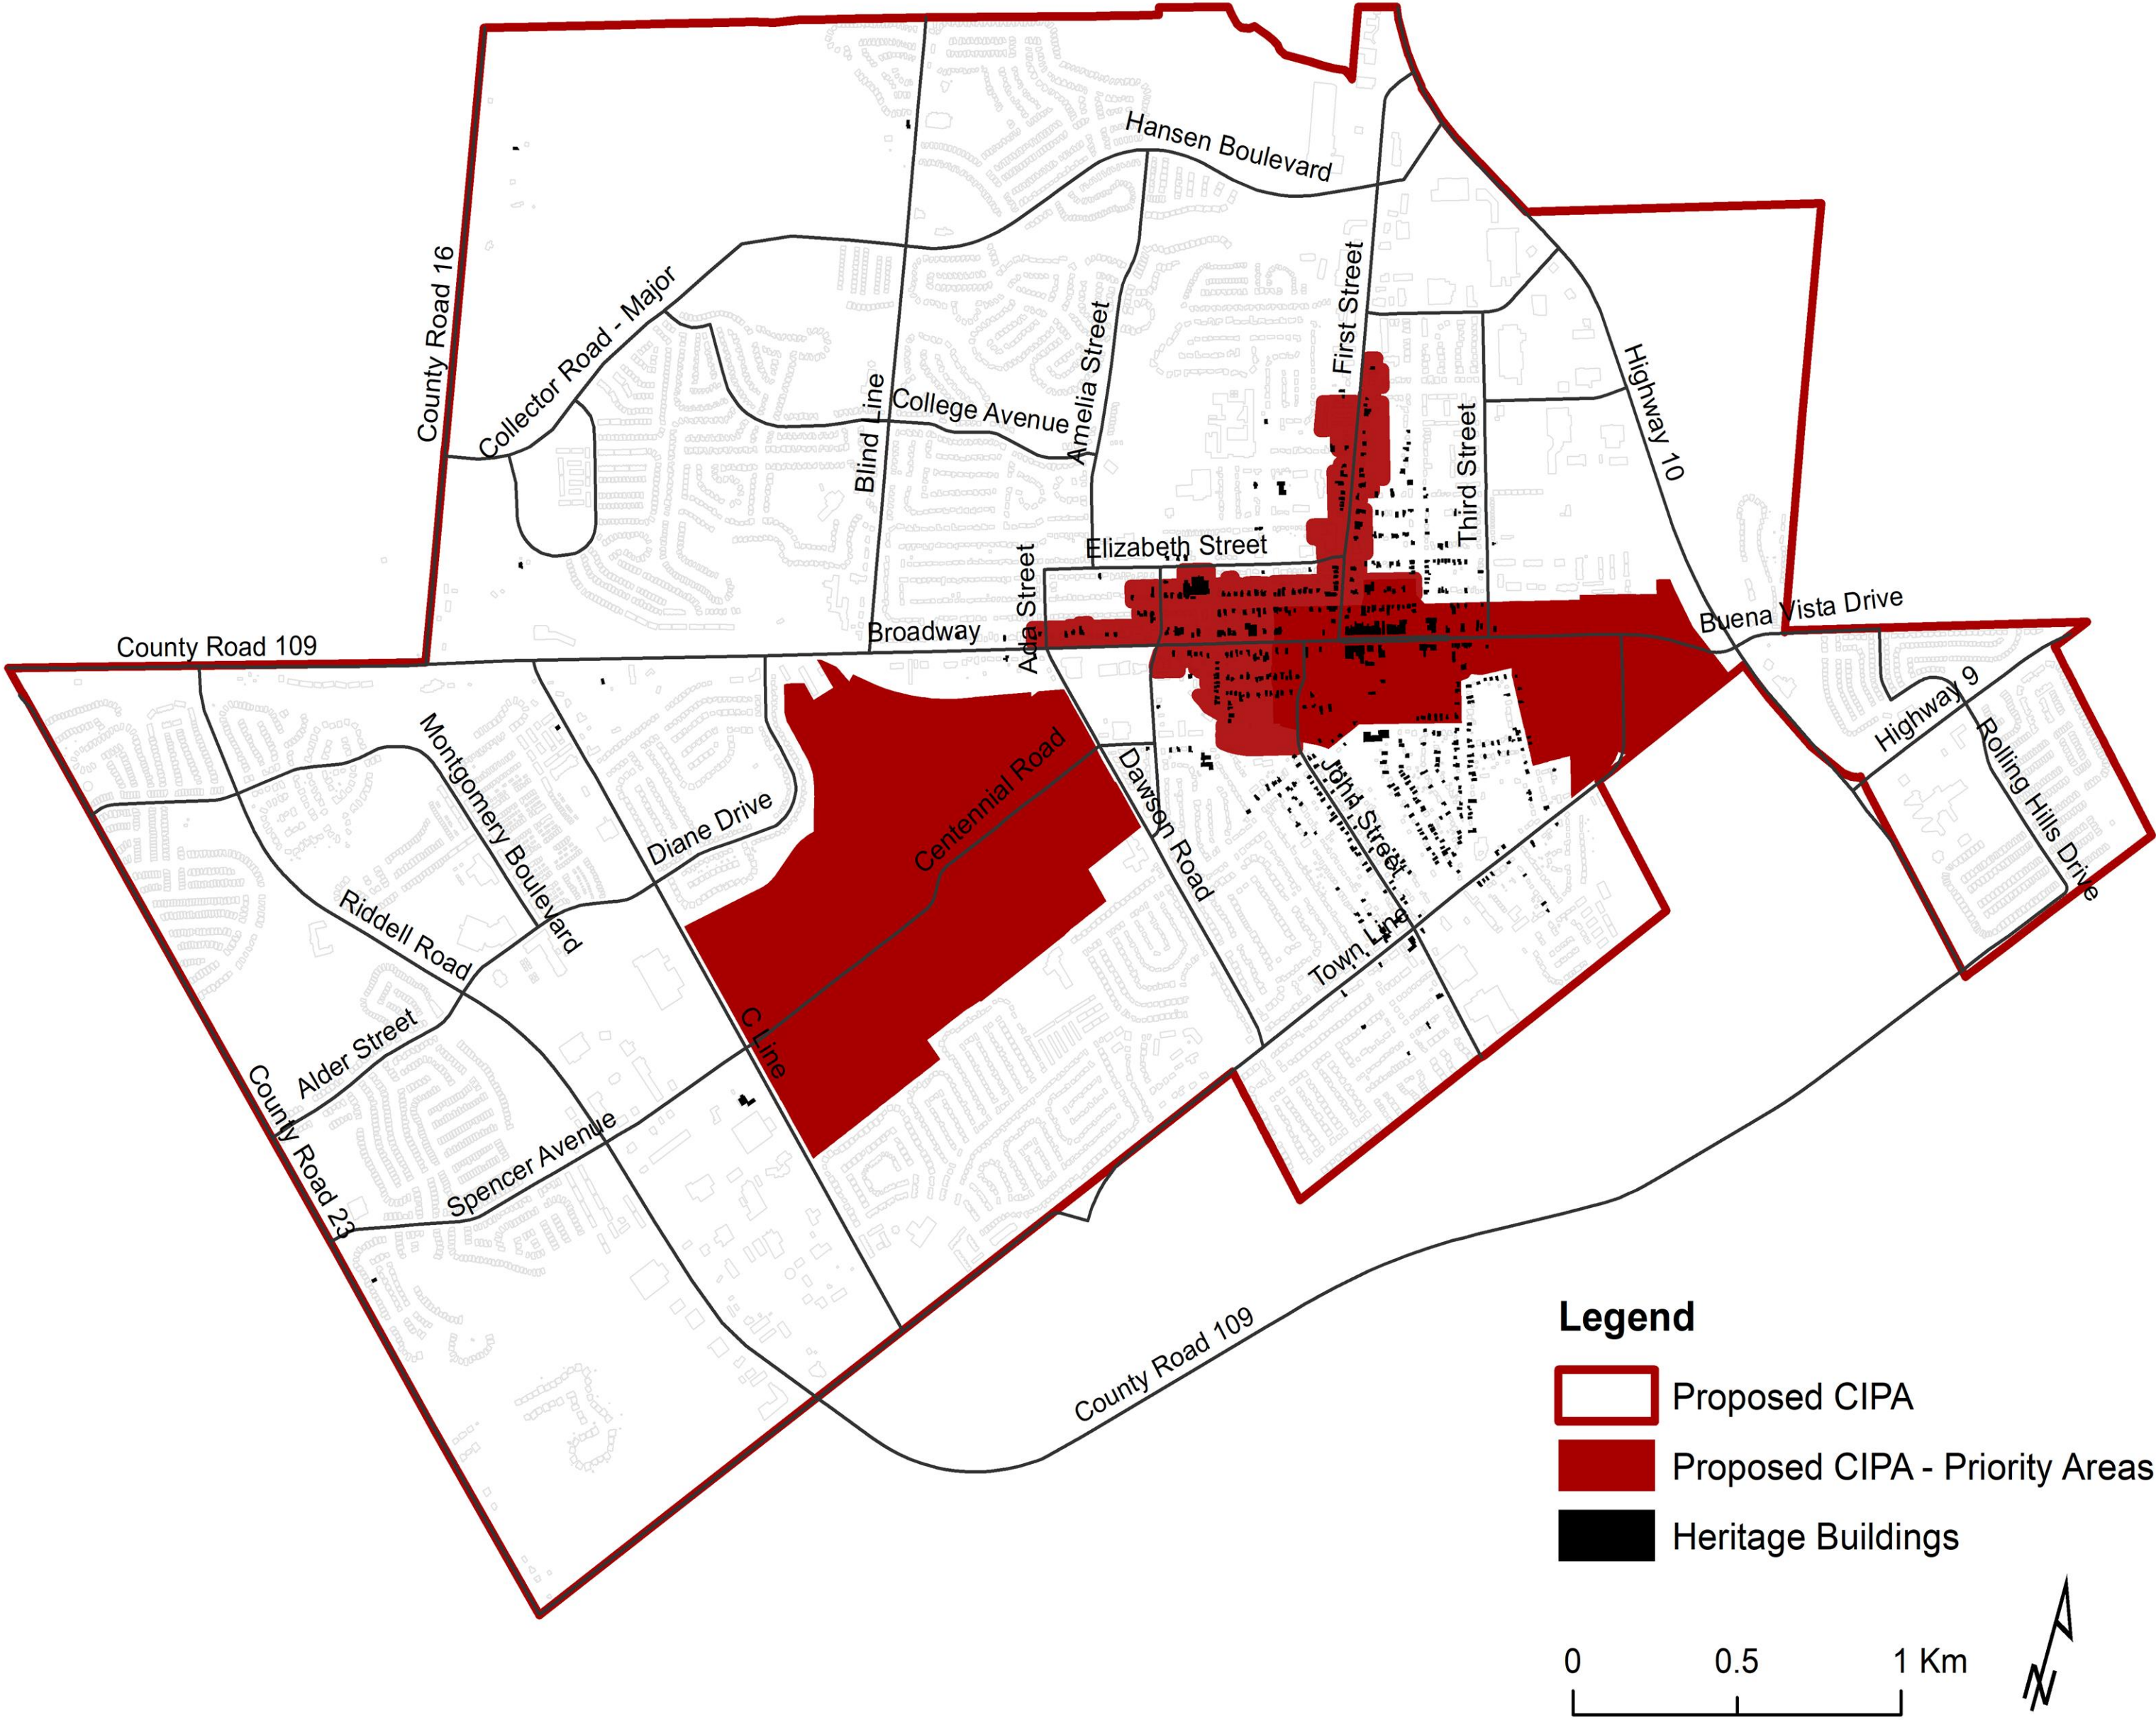 Hansen Boulevard
County Road 16
Collector Road - Major
First Street
Amelia Street
Highway 10
Blind Line
College Avenue
Third Street
Elizabeth Street
Ada Street
Broadway
Buena Vista Drive
County Road 109
Highway 9
Rolling Hills Drive
Montgomery Boulevard
Centennial Road
Dawson Road
John Street
Diane Drive
Riddell Road
Town Line
C Line
Alder Street
County Road 23
Spencer Avenue
County Road 109
Legend
Proposed CIPA
Proposed CIPA - Priority Areas
Heritage Buildings
0 0.5 1 Km
N